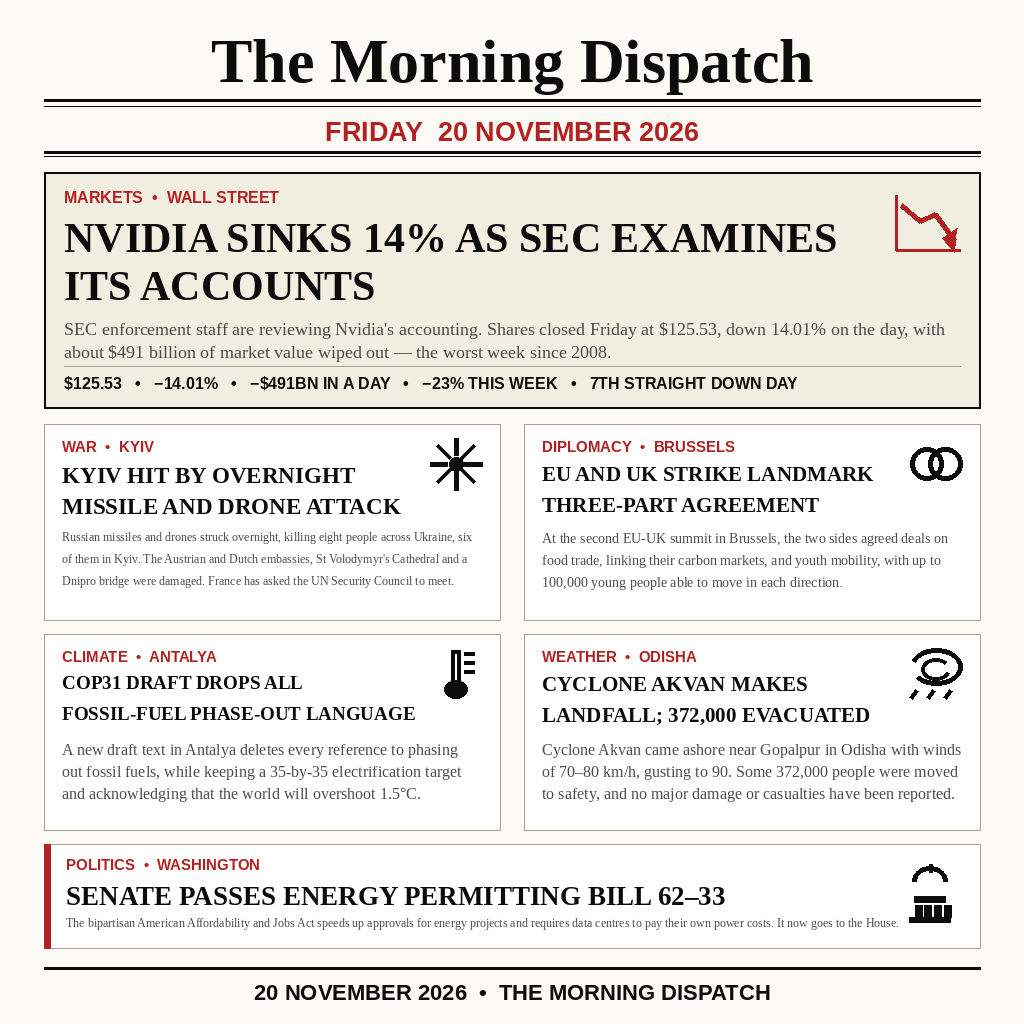 The Morning Dispatch
FRIDAY 20 NOVEMBER 2026
MARKETS • WALL STREET
NVIDIA SINKS 14% AS SEC EXAMINES
ITS ACCOUNTS
SEC enforcement staff are reviewing Nvidia's accounting. Shares closed Friday at $125.53, down 14.01% on the day, with
about $491 billion of market value wiped out — the worst week since 2008.
$125.53 • −14.01% • −$491BN IN A DAY • −23% THIS WEEK • 7TH STRAIGHT DOWN DAY
WAR • KYIV
KYIV HIT BY OVERNIGHT
MISSILE AND DRONE ATTACK
Russian missiles and drones struck overnight, killing eight people across Ukraine, six
of them in Kyiv. The Austrian and Dutch embassies, St Volodymyr's Cathedral and a
Dnipro bridge were damaged. France has asked the UN Security Council to meet.
DIPLOMACY • BRUSSELS
EU AND UK STRIKE LANDMARK
THREE-PART AGREEMENT
At the second EU-UK summit in Brussels, the two sides agreed deals on
food trade, linking their carbon markets, and youth mobility, with up to
100,000 young people able to move in each direction.
CLIMATE • ANTALYA
COP31 DRAFT DROPS ALL
FOSSIL-FUEL PHASE-OUT LANGUAGE
A new draft text in Antalya deletes every reference to phasing
out fossil fuels, while keeping a 35-by-35 electrification target
and acknowledging that the world will overshoot 1.5°C.
WEATHER • ODISHA
CYCLONE AKVAN MAKES
LANDFALL; 372,000 EVACUATED
Cyclone Akvan came ashore near Gopalpur in Odisha with winds
of 70–80 km/h, gusting to 90. Some 372,000 people were moved
to safety, and no major damage or casualties have been reported.
POLITICS • WASHINGTON
SENATE PASSES ENERGY PERMITTING BILL 62–33
The bipartisan American Affordability and Jobs Act speeds up approvals for energy projects and requires data centres to pay their own power costs. It now goes to the House.
20 NOVEMBER 2026 • THE MORNING DISPATCH